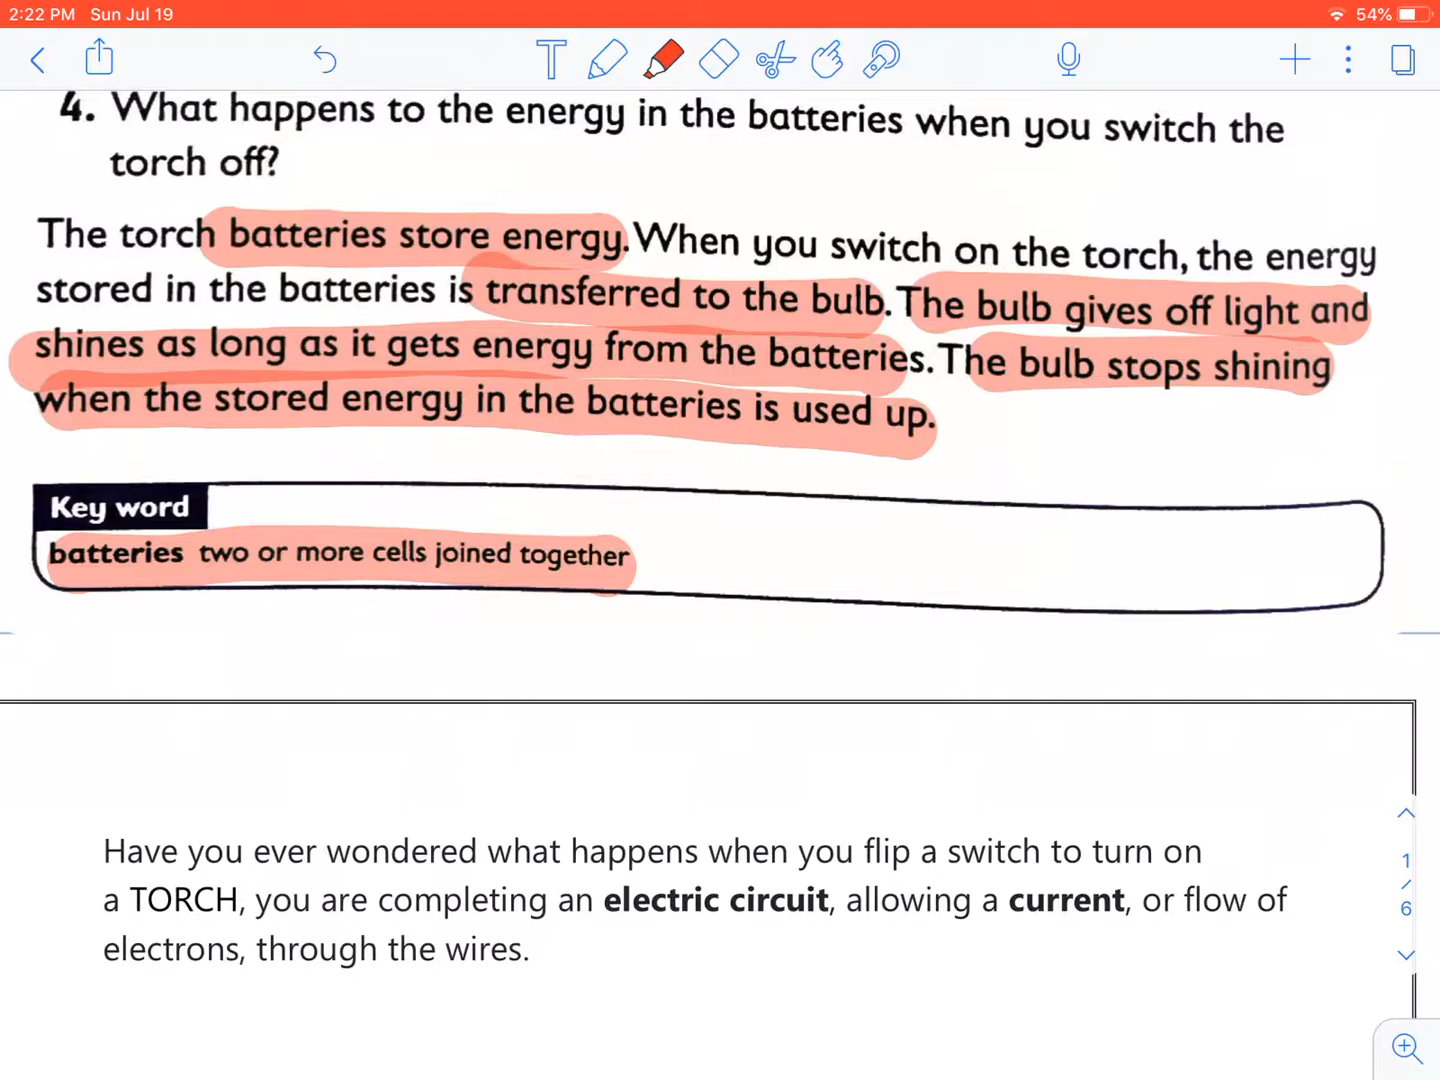 2:22 PM Sun Jul 19
54%
4. What happens to the energy in the batteries when you switch the
torch off?
The torch batteries store energy. When you switch on the torch, the energy
stored in the batteries is transferred to the bulb. The bulb gives off light and
shines as long as it gets energy from the batteries. The bulb stops shining
when the stored energy in the batteries is used up.
Key word
batteries two or more cells joined together
Have you ever wondered what happens when you flip a switch to turn on
a TORCH, you are completing an electric circuit, allowing a current, or flow of
electrons, through the wires.
1
/
6